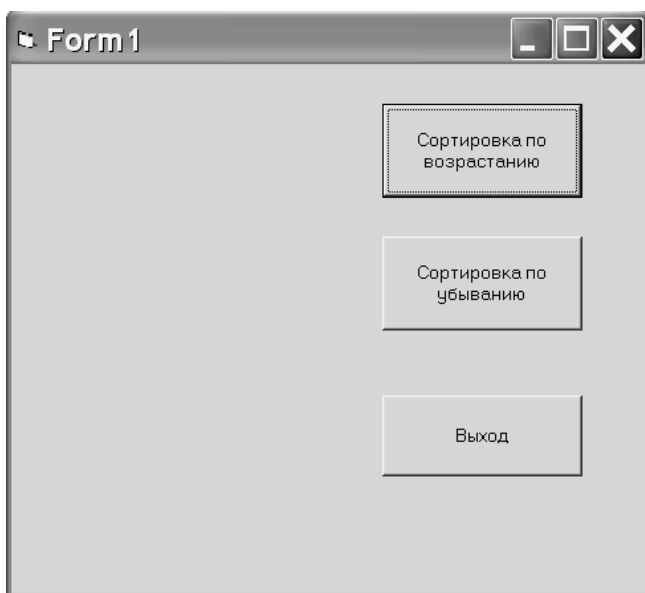 Form1
Сортировка по
возрастанию
Сортировка по
убыванию
Выход